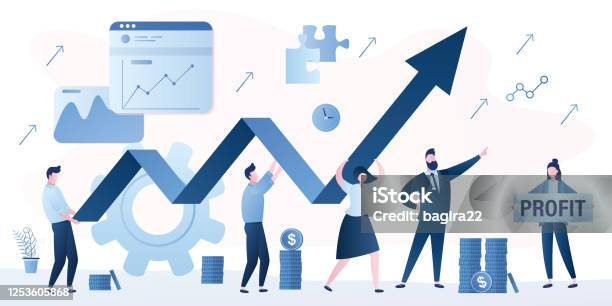 iStock
Credit: bagira22
PROFIT
$
$
1253605868